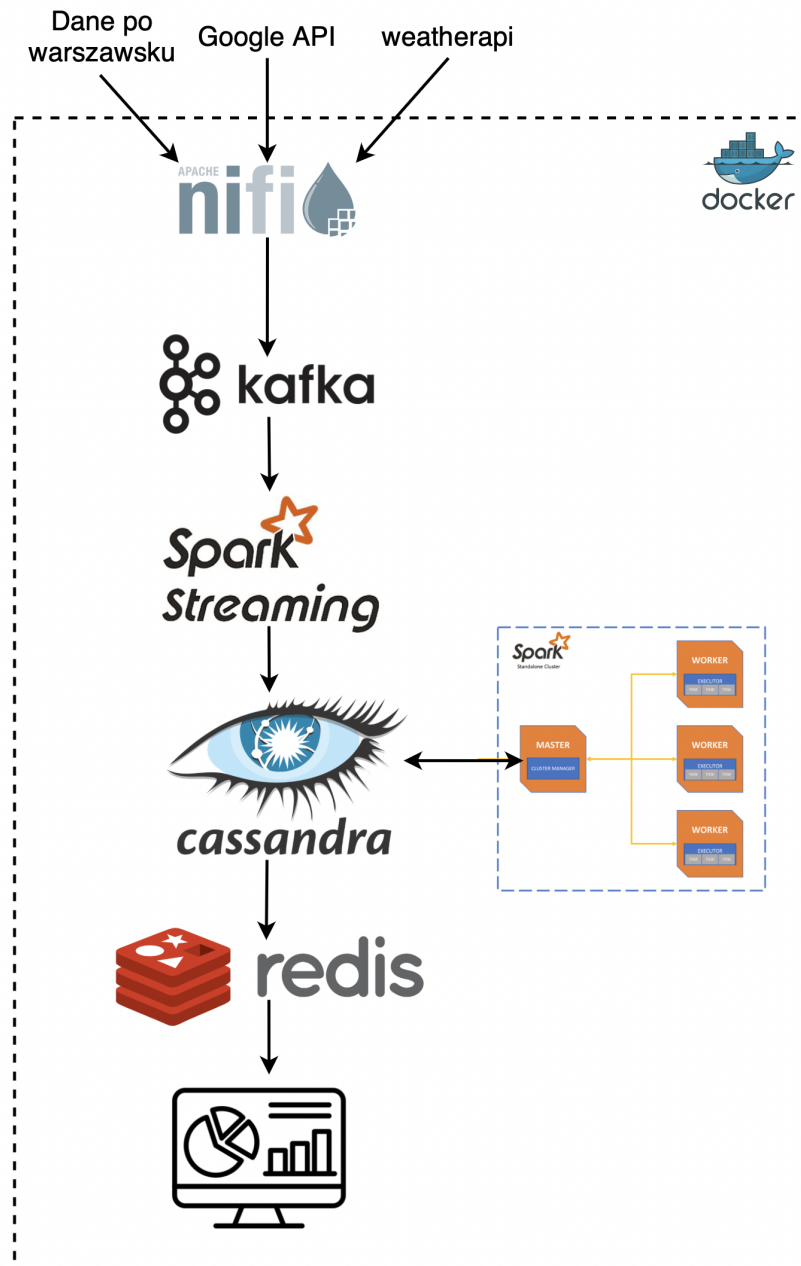 Dane po
warszawsku
Google API
weatherapi
APACHE
nifi
docker
kafka
Spark
Streaming
Spark
Standalone Cluster
WORKER
EXECUTOR
MASTER
CLUSTER MANAGER
WORKER
EXECUTOR
WORKER
EXECUTOR
cassandra
redis